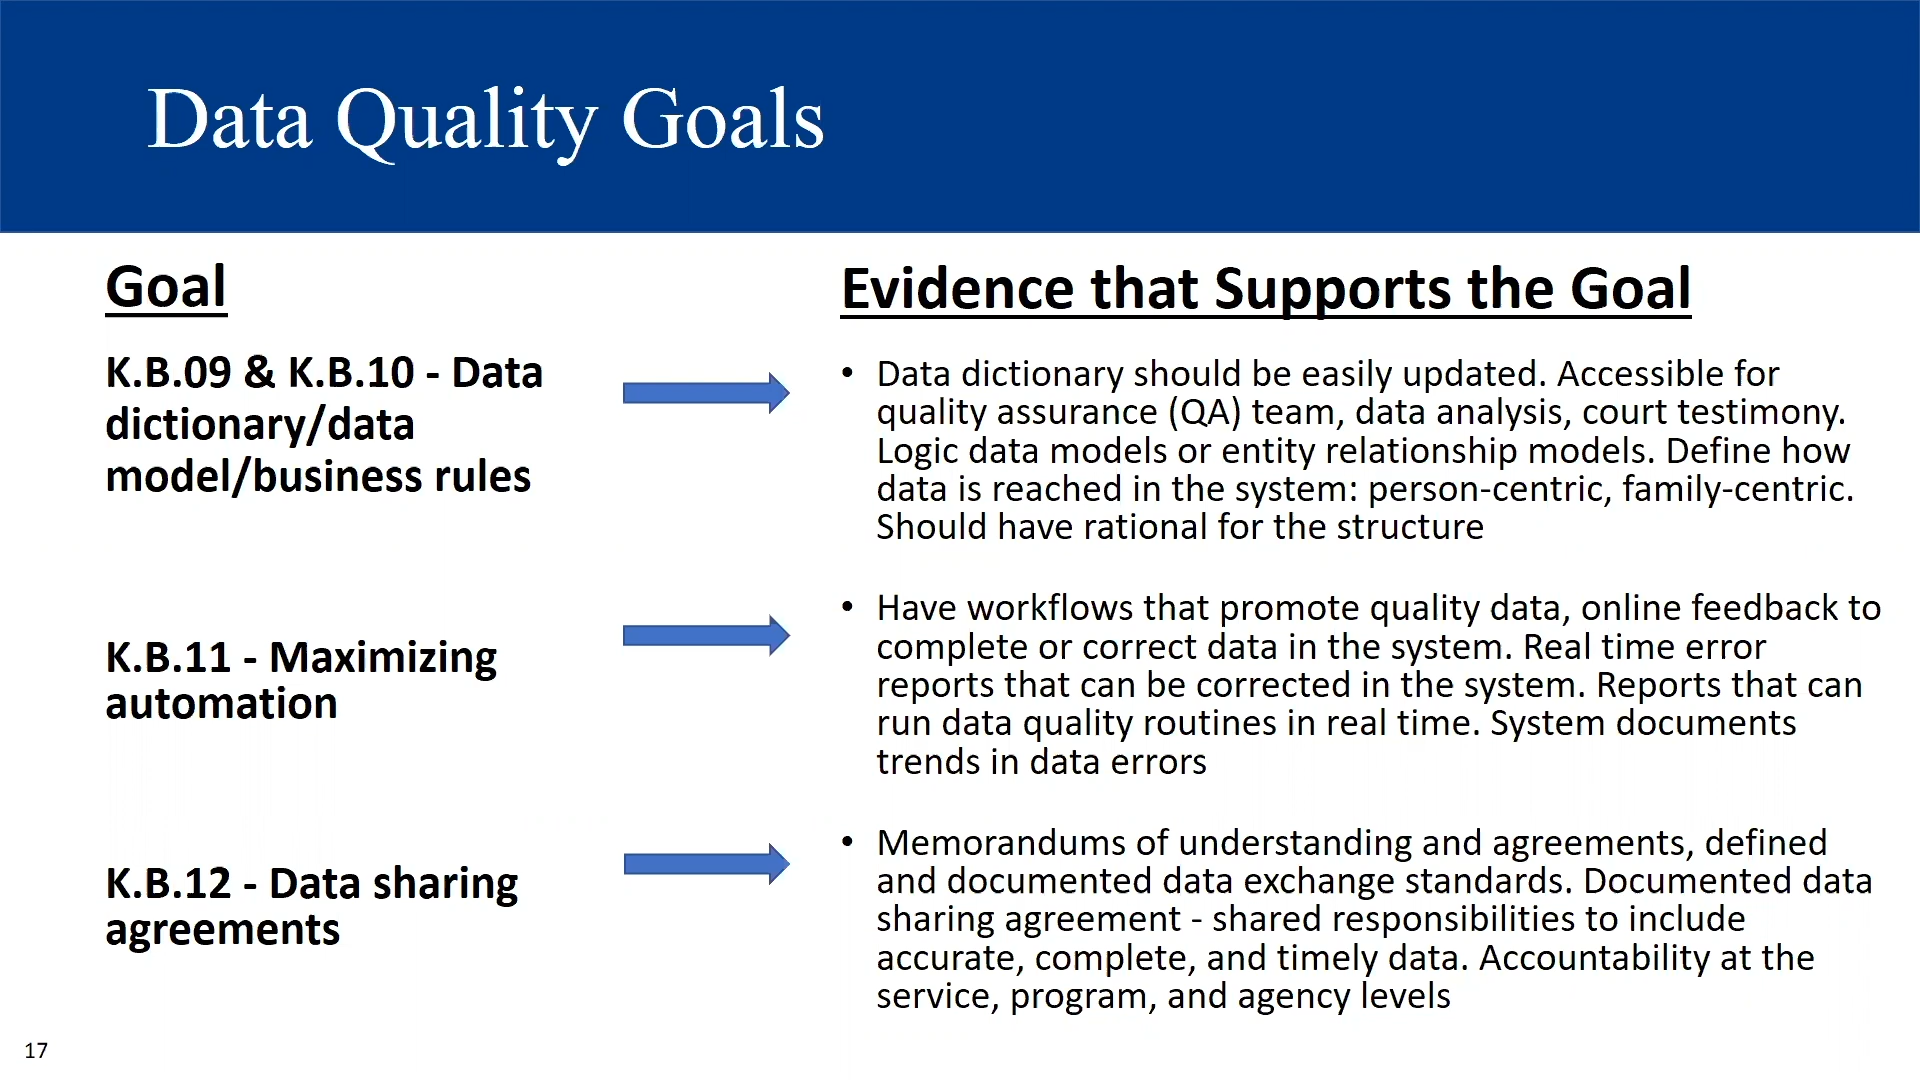 Data Quality Goals
Goal
K.B.09 & K.B.10 - Data
dictionary/data
model/business rules
K.B.11 - Maximizing
automation
K.B.12 - Data sharing
agreements
Evidence that Supports the Goal
• Data dictionary should be easily updated. Accessible for
quality assurance (QA) team, data analysis, court testimony.
Logic data models or entity relationship models. Define how
data is reached in the system: person-centric, family-centric.
Should have rational for the structure
• Have workflows that promote quality data, online feedback to
complete or correct data in the system. Real time error
reports that can be corrected in the system. Reports that can
run data quality routines in real time. System documents
trends in data errors
• Memorandums of understanding and agreements, defined
and documented data exchange standards. Documented data
sharing agreement - shared responsibilities to include
accurate, complete, and timely data. Accountability at the
service, program, and agency levels
17